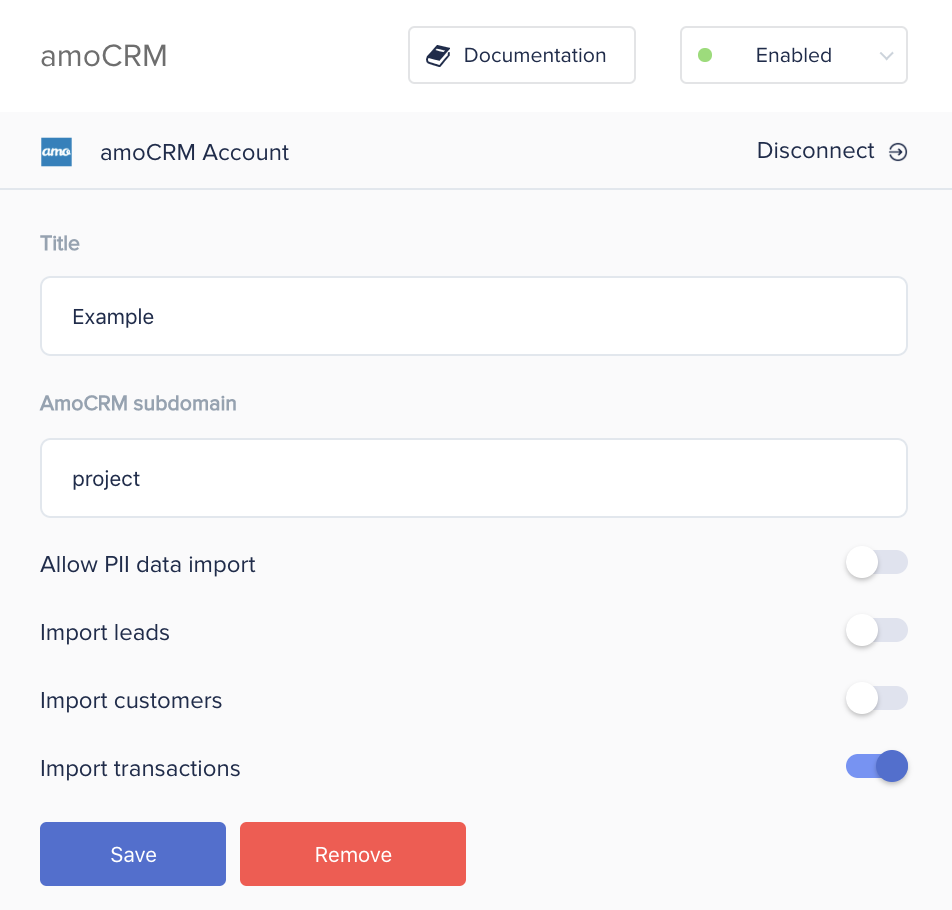 amoCRM
Documentation
Enabled
amo
amoCRM Account
Disconnect
Title
Example
AmoCRM subdomain
project
Allow PII data import
Import leads
Import customers
Import transactions
Save
Remove